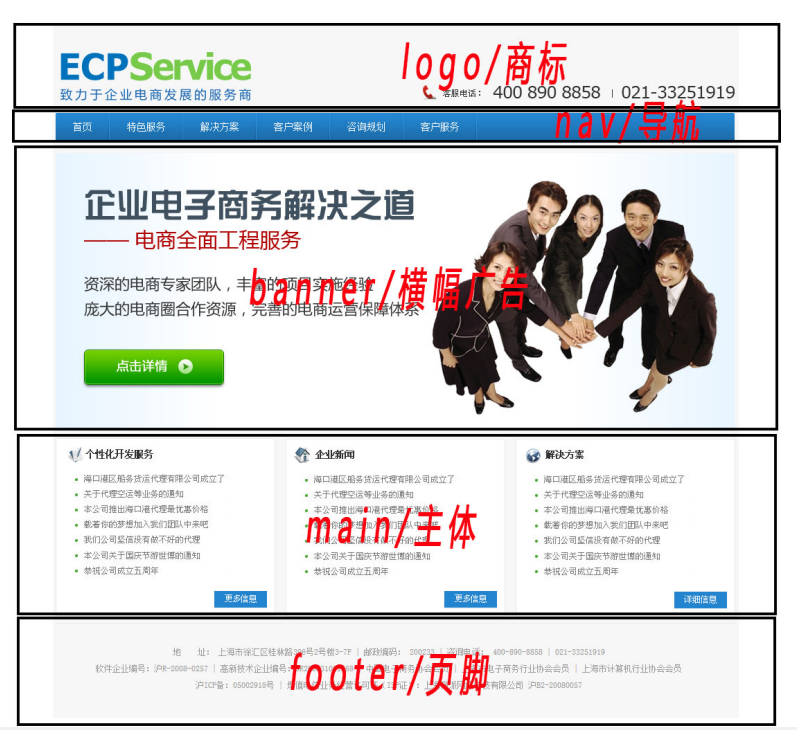 ECPService
致力于企业电商发展的服务商
logo/商标
客服电话： 400 890 8858 | 021-33251919
首页 特色服务 解决方案 客户案例 咨询规划 客户服务
nav/导航
企业电子商务解决之道
—— 电商全面工程服务
资深的电商专家团队，丰富的项目实施经验
庞大的电商圈合作资源，完善的电商运营保障体系
banner/横幅广告
点击详情
个性化开发服务
海口港区船务货运代理有限公司成立了
关于代理空运等业务的通知
本公司推出海口港代理最优惠价格
载着你的梦想加入我们团队中来吧
我们公司坚信没有做不好的代理
本公司关于国庆节游世博的通知
恭祝公司成立五周年
更多信息
企业新闻
海口港区船务货运代理有限公司成立了
关于代理空运等业务的通知
本公司推出海口港代理最优惠价格
载着你的梦想加入我们团队中来吧
我们公司坚信没有做不好的代理
本公司关于国庆节游世博的通知
恭祝公司成立五周年
更多信息
解决方案
海口港区船务货运代理有限公司成立了
关于代理空运等业务的通知
本公司推出海口港代理最优惠价格
载着你的梦想加入我们团队中来吧
我们公司坚信没有做不好的代理
本公司关于国庆节游世博的通知
恭祝公司成立五周年
详细信息
main/主体
地 址： 上海市徐汇区桂林路 号2号楼3-7F | 邮政编码： 200233 | 咨询电话： 400-890-8858 | 021-33251919
软件企业编号：沪R-2008-0257 | 高新技术企业编号： 电子商务行业协会会员 | 上海市计算机行业协会会员
沪ICP备：05002918号 | 有限公司 沪B2-20080057
footer/页脚